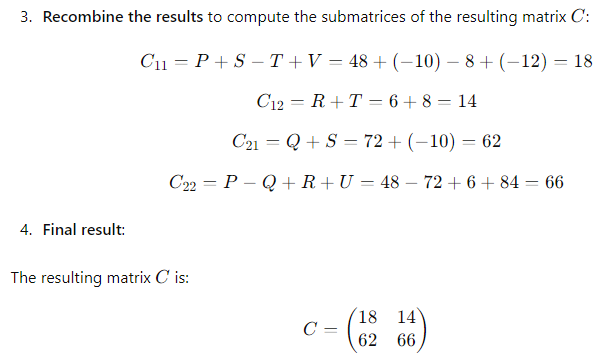 3. Recombine the results to compute the submatrices of the resulting matrix C:
C₁₁ = P + S − T + V = 48 + (−10) − 8 + (−12) = 18
C₁₂ = R + T = 6 + 8 = 14
C₂₁ = Q + S = 72 + (−10) = 62
C₂₂ = P − Q + R + U = 48 − 72 + 6 + 84 = 66
4. Final result:
The resulting matrix C is:
C = (18 14
62 66)